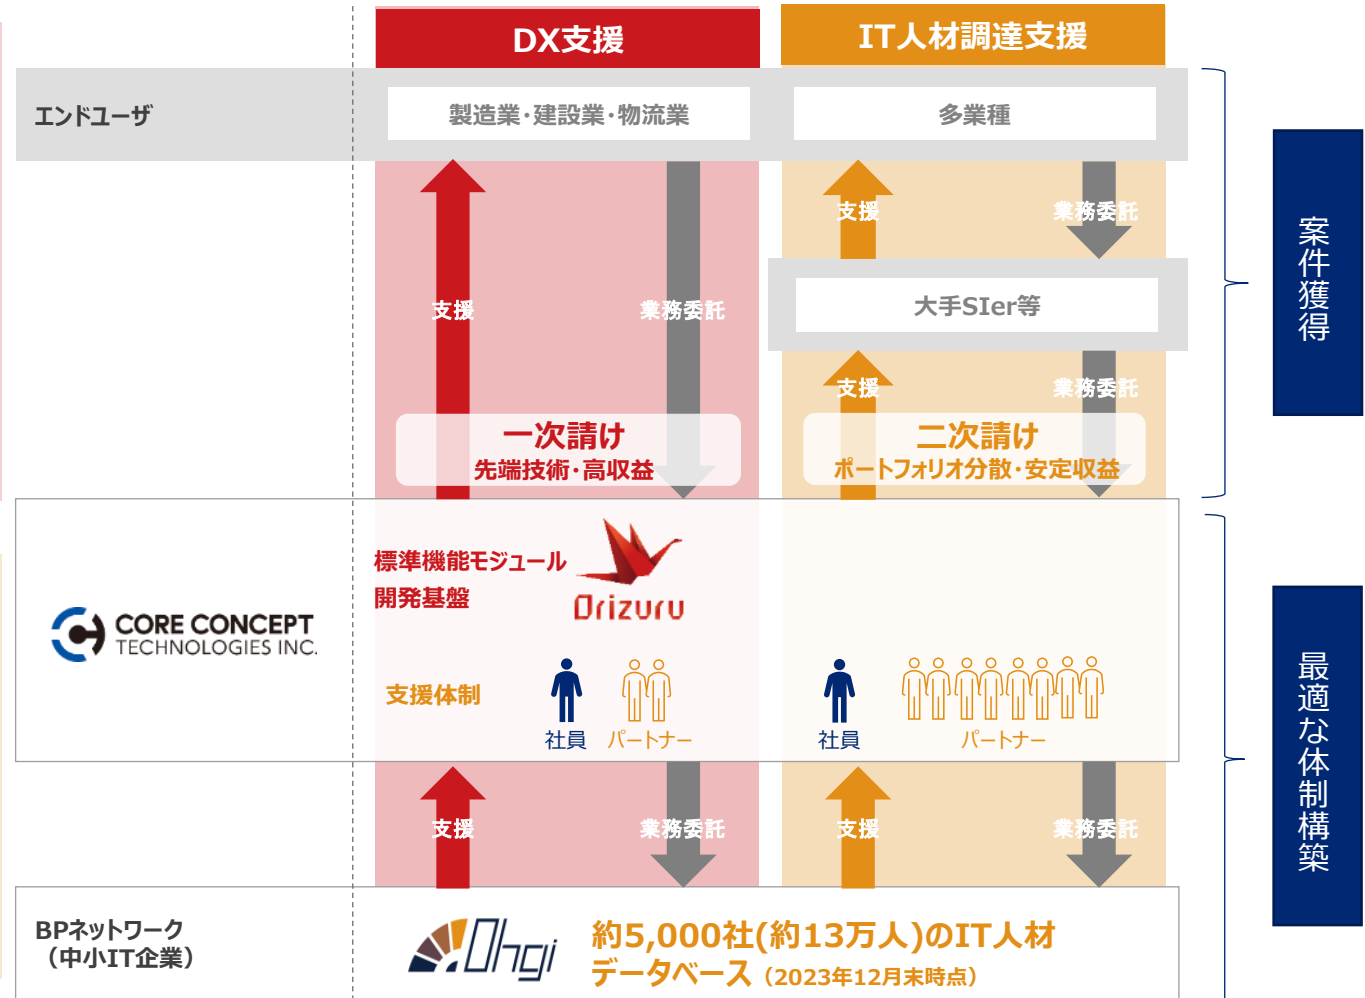 DX支援
IT人材調達支援
エンドユーザ
製造業・建設業・物流業
多業種
支援
業務委託
大手SIer等
支援
業務委託
支援
業務委託
一次請け
先端技術・高収益
二次請け
ポートフォリオ分散・安定収益
案件獲得
標準機能モジュール
開発基盤
Orizuru
CORE CONCEPT
TECHNOLOGIES INC.
支援体制
社員
パートナー
社員
パートナー
最適な体制構築
支援
業務委託
支援
業務委託
BPネットワーク
（中小IT企業）
Ohgi
約5,000社(約13万人)のIT人材
データベース（2023年12月末時点）